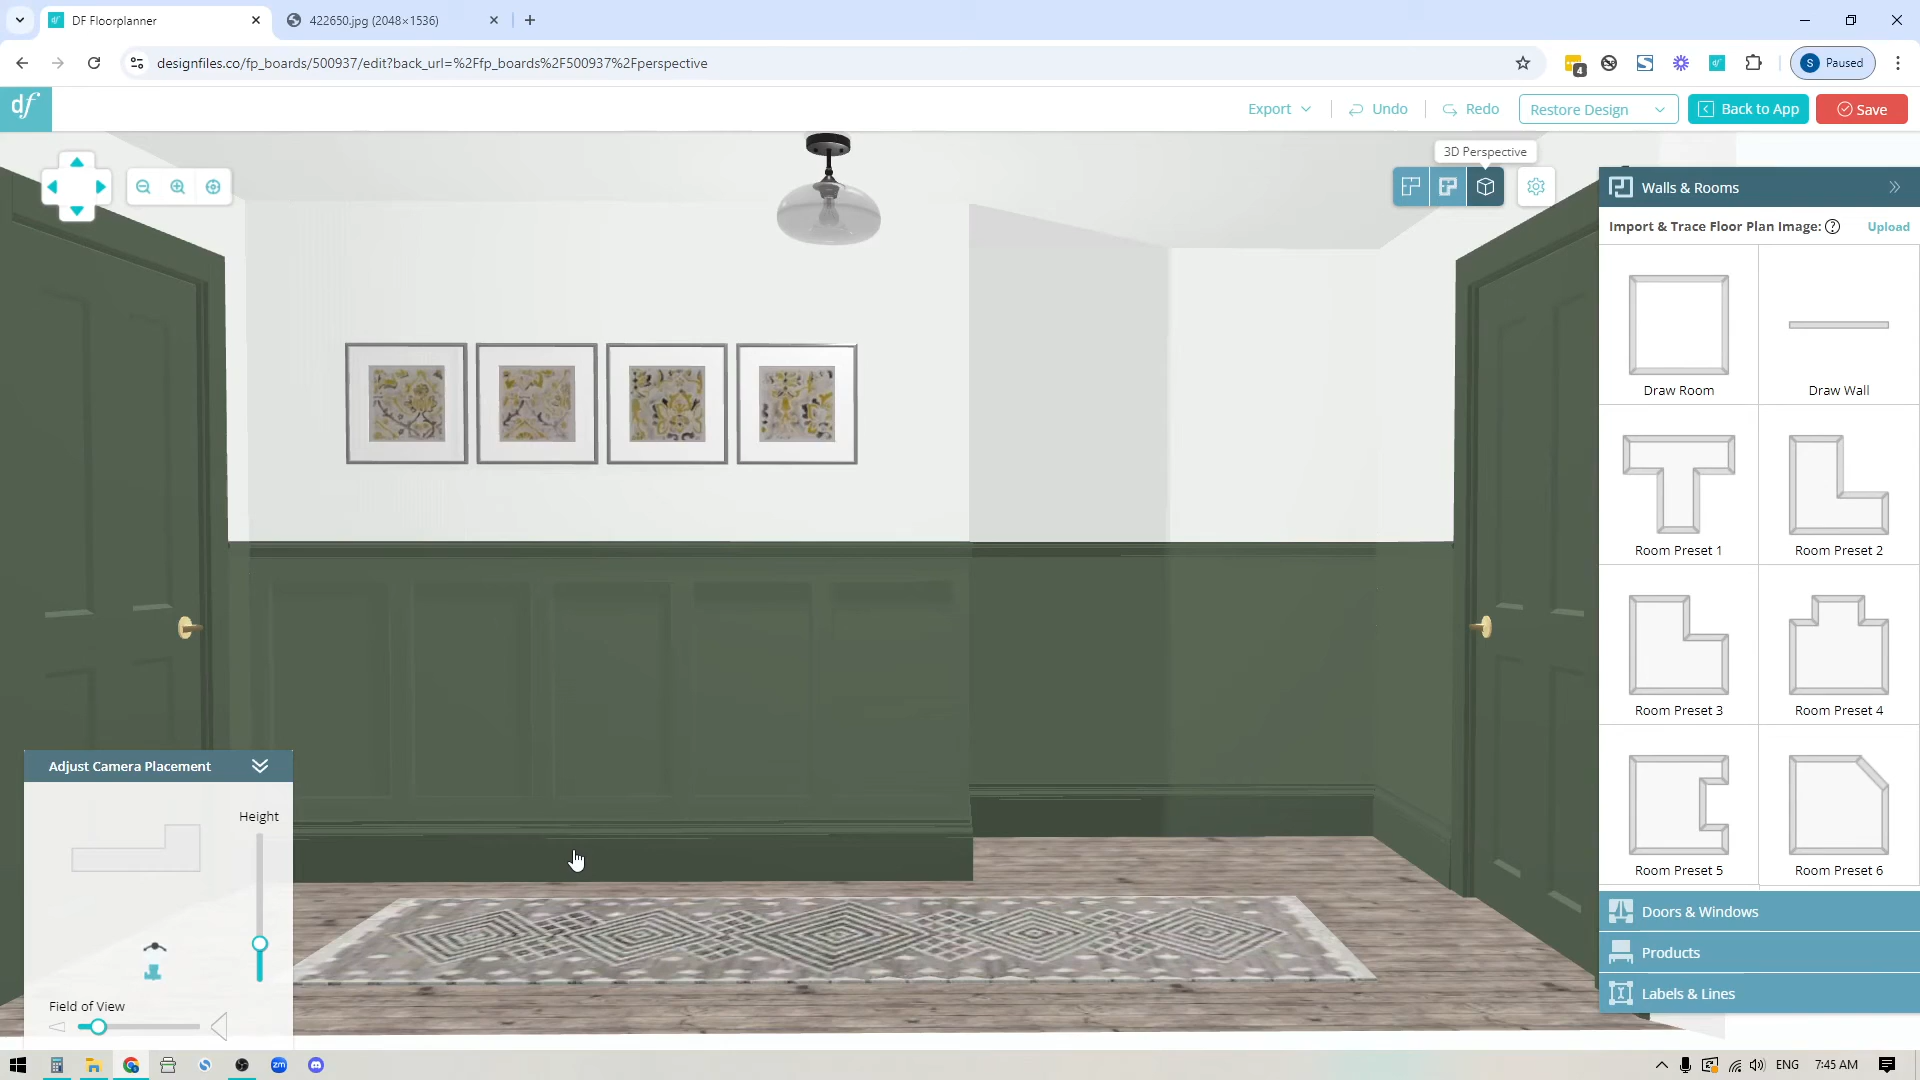 DF Floorplanner
422650.jpg (2048×1536)
designfiles.co/fp_boards/500937/edit?back_url=%2Ffp_boards%2F500937%2Fperspective
4
S
Paused
df
df
Export
Undo
Redo
Restore Design
Back to App
Save
3D Perspective
Walls & Rooms
Import & Trace Floor Plan Image:
?
Upload
Draw Room
Draw Wall
Room Preset 1
Room Preset 2
Room Preset 3
Room Preset 4
Room Preset 5
Room Preset 6
Doors & Windows
Products
Labels & Lines
Adjust Camera Placement
Height
Field of View
zm
ENG
7:45 AM